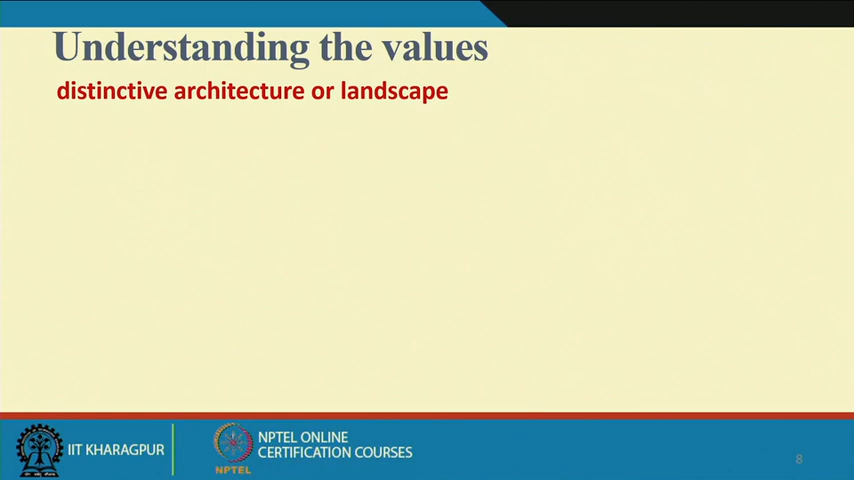 Understanding the values
distinctive architecture or landscape
IIT KHARAGPUR
NPTEL
NPTEL ONLINE
CERTIFICATION COURSES
8